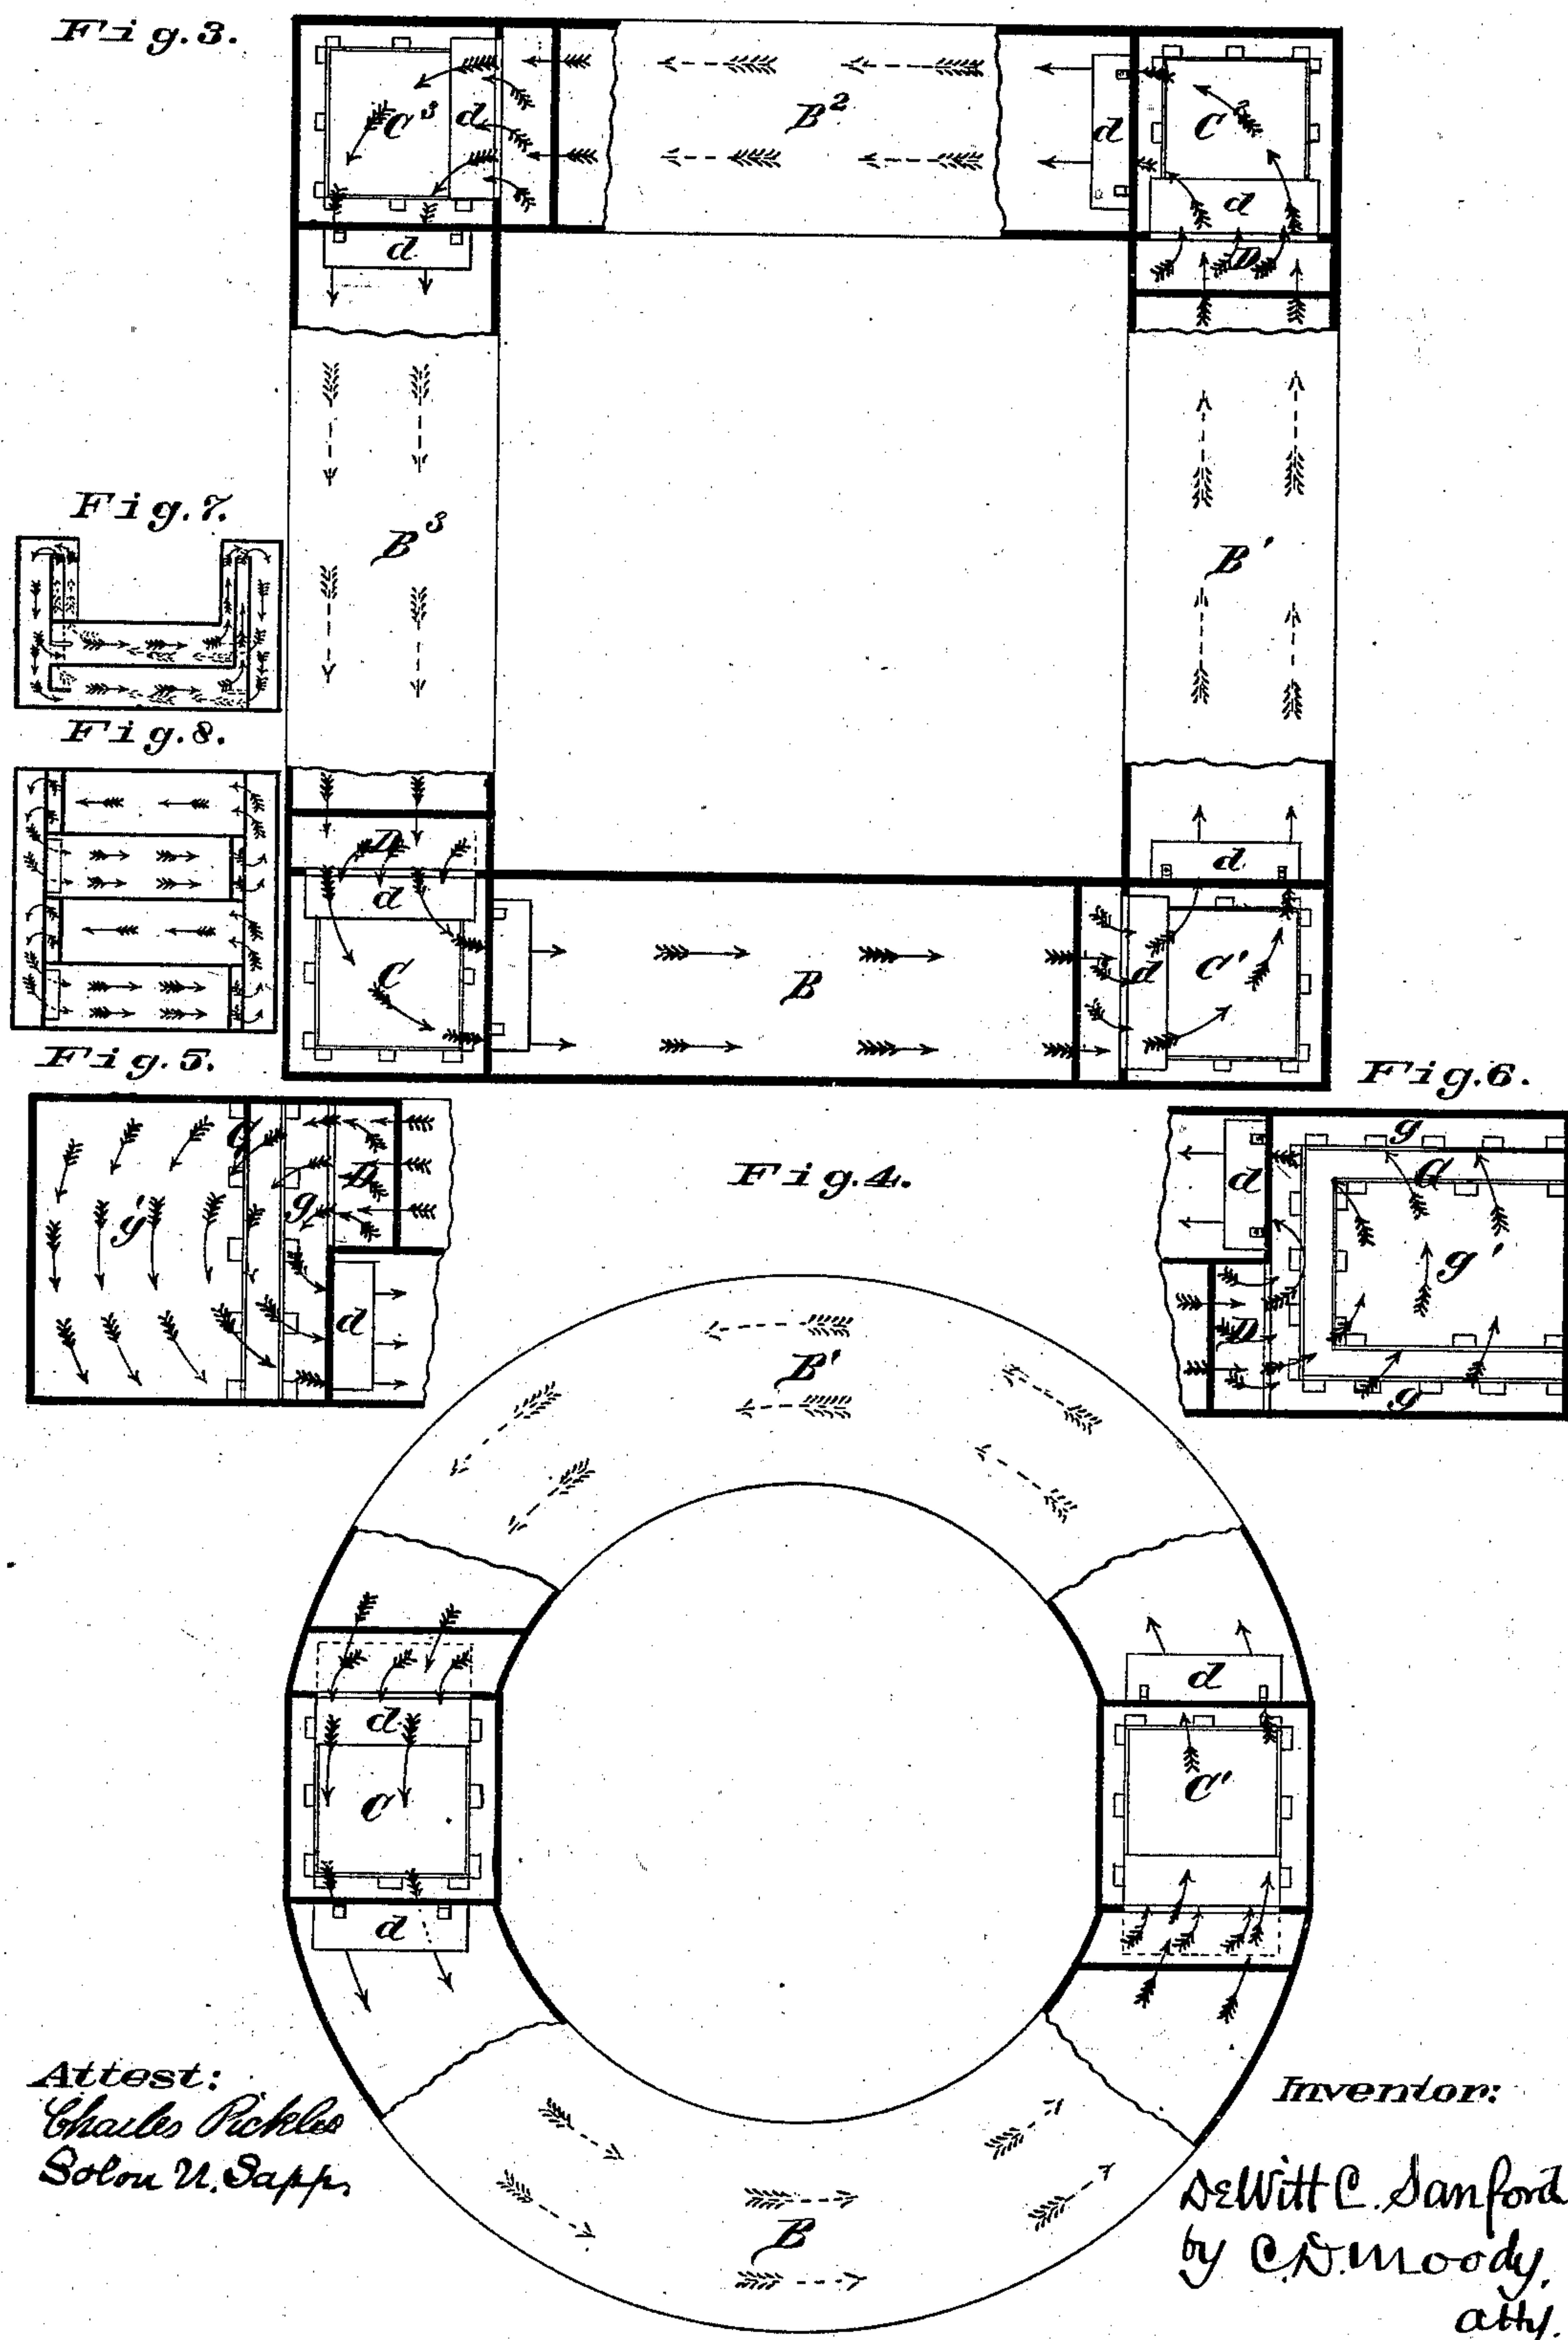 Fig. 3.
C³
d
B²
d
C²
d
d
D
Fig. 7.
B³
B'
Fig. 8.
D
d
d
C
B
d
C'
Fig. 5.
Fig. 6.
G
D
g
g'
d
Fig. 4.
g
d
G
g'
D
g
B'
d
d
C
C'
d
B
Attest:
Charles Pickles
Solon N. Sapp,
Inventor:
DeWitt C. Sanford
by C. D. Moody,
atty.